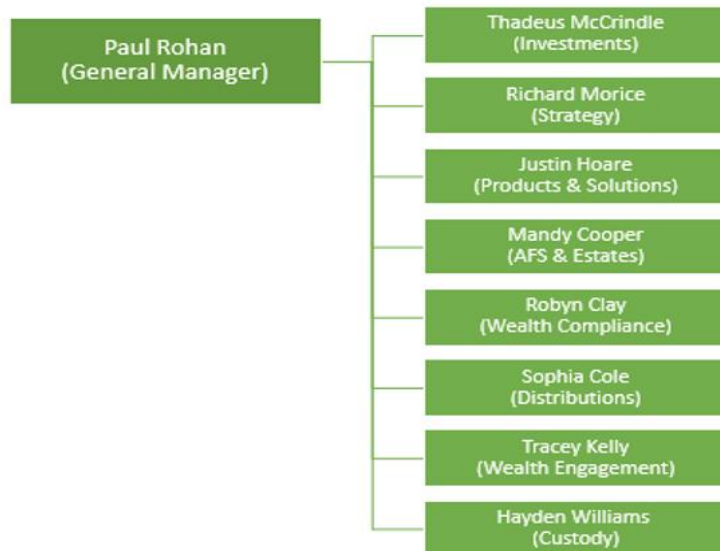 Paul Rohan
(General Manager)
Thadeus McCrindle
(Investments)
Richard Morice
(Strategy)
Justin Hoare
(Products & Solutions)
Mandy Cooper
(AFS & Estates)
Robyn Clay
(Wealth Compliance)
Sophia Cole
(Distributions)
Tracey Kelly
(Wealth Engagement)
Hayden Williams
(Custody)